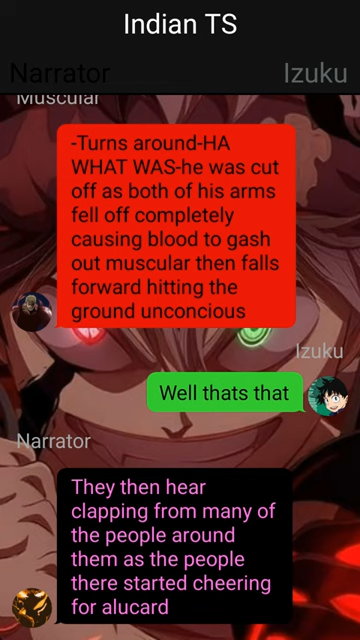 Indian TS
Narrator
Izuku
Muscular
-Turns around-HA
WHAT WAS-he was cut
off as both of his arms
fell off completely
causing blood to gash
out muscular then falls
forward hitting the
ground unconcious
Izuku
Well thats that
Narrator
They then hear
clapping from many of
the people around
them as the people
there started cheering
for alucard